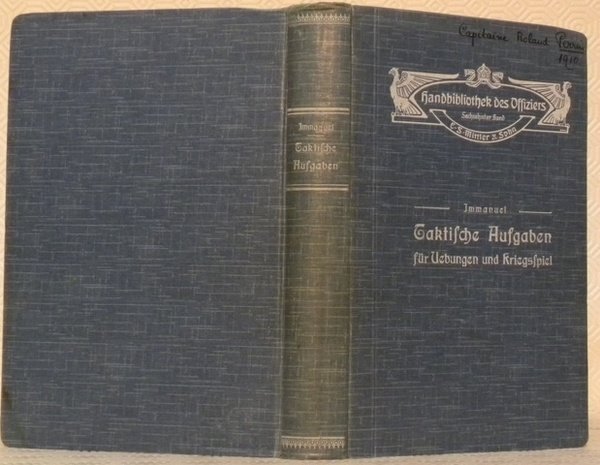 Capitaine Roland
1910
Handbibliothek des Offiziers
Sechzehnter Band
E. S. Mittler & Sohn
Immanuel
Taktische Aufgaben
für Uebungen und Kriegsspiel
Immanuel
Taktische
Aufgaben